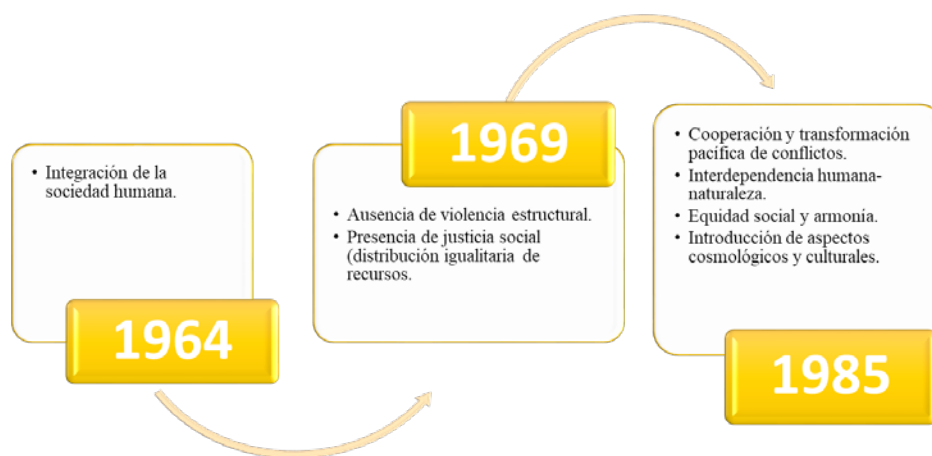 • Integración de la
sociedad humana.
1964
1969
• Ausencia de violencia estructural.
• Presencia de justicia social
(distribución igualitaria de
recursos.
• Cooperación y transformación
pacífica de conflictos.
• Interdependencia humana-
naturaleza.
• Equidad social y armonía.
• Introducción de aspectos
cosmológicos y culturales.
1985